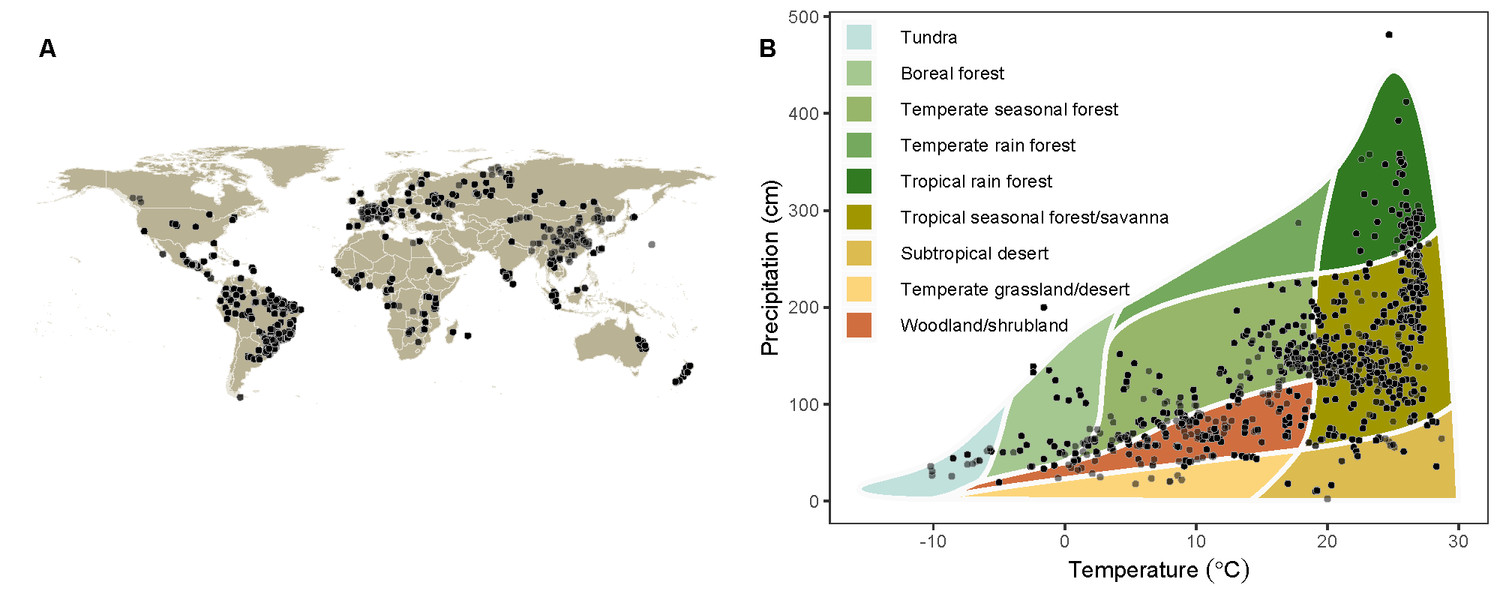 A
B
Precipitation (cm)
500
400
300
200
100
0
Tundra
Boreal forest
Temperate seasonal forest
Temperate rain forest
Tropical rain forest
Tropical seasonal forest/savanna
Subtropical desert
Temperate grassland/desert
Woodland/shrubland
-10
0
10
20
30
Temperature (°C)